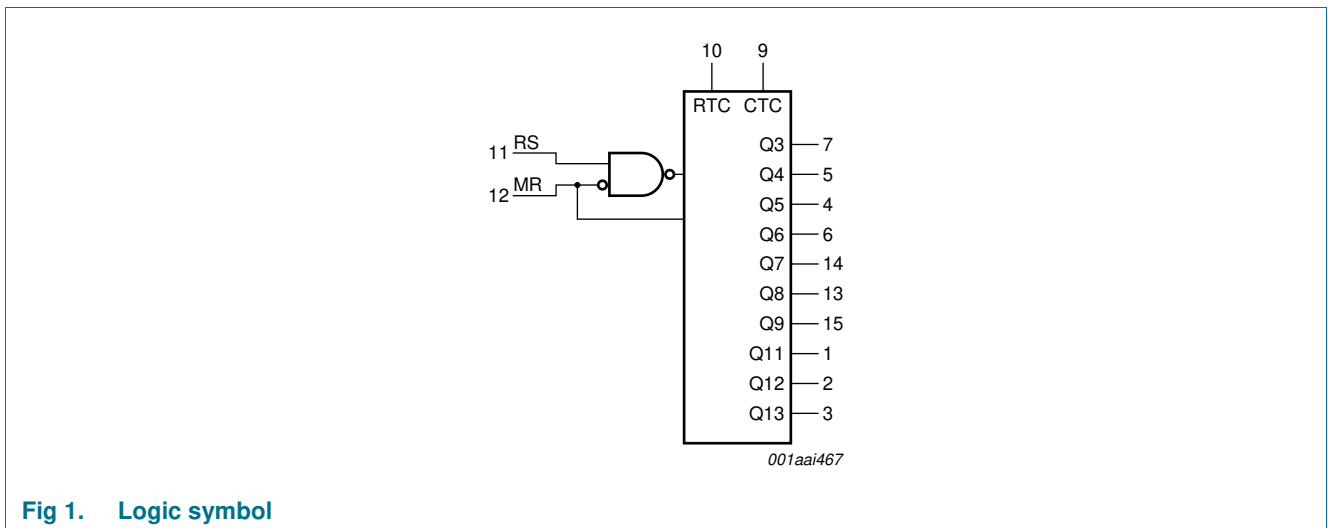 10 9
RTC CTC
11 RS
12 MR
Q3 7
Q4 5
Q5 4
Q6 6
Q7 14
Q8 13
Q9 15
Q11 1
Q12 2
Q13 3
001aai467
Fig 1. Logic symbol